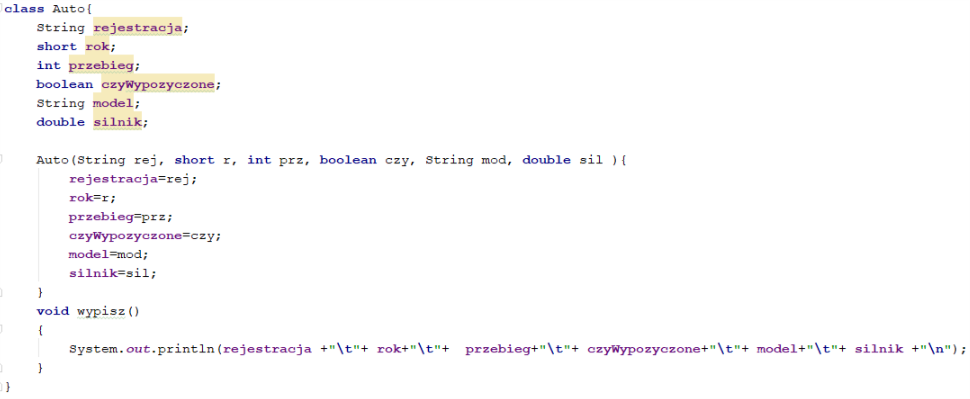 class Auto{
    String rejestracja;
    short rok;
    int przebieg;
    boolean czyWypozyczone;
    String model;
    double silnik;
    Auto(String rej, short r, int prz, boolean czy, String mod, double sil ){
        rejestracja=rej;
        rok=r;
        przebieg=prz;
        czyWypozyczone=czy;
        model=mod;
        silnik=sil;
    }
    void wypisz()
    {
        System.out.println(rejestracja +"\t"+ rok+"\t"+  przebieg+"\t"+ czyWypozyczone+"\t"+ model+"\t"+ silnik +"\n");
    }
}